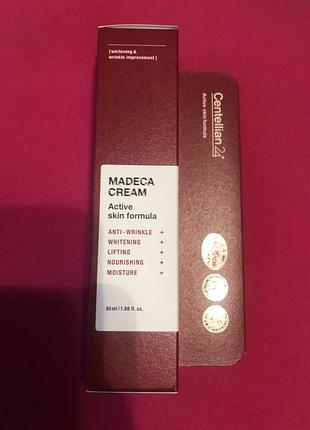 [ whitening &
wrinkle improvement ]
MADECA
CREAM
Active
skin formula
ANTI-WRINKLE +
WHITENING +
LIFTING +
NOURISHING +
MOISTURE +
50ml / 1.69 fl. oz.
Centellian24+
Active skin formula